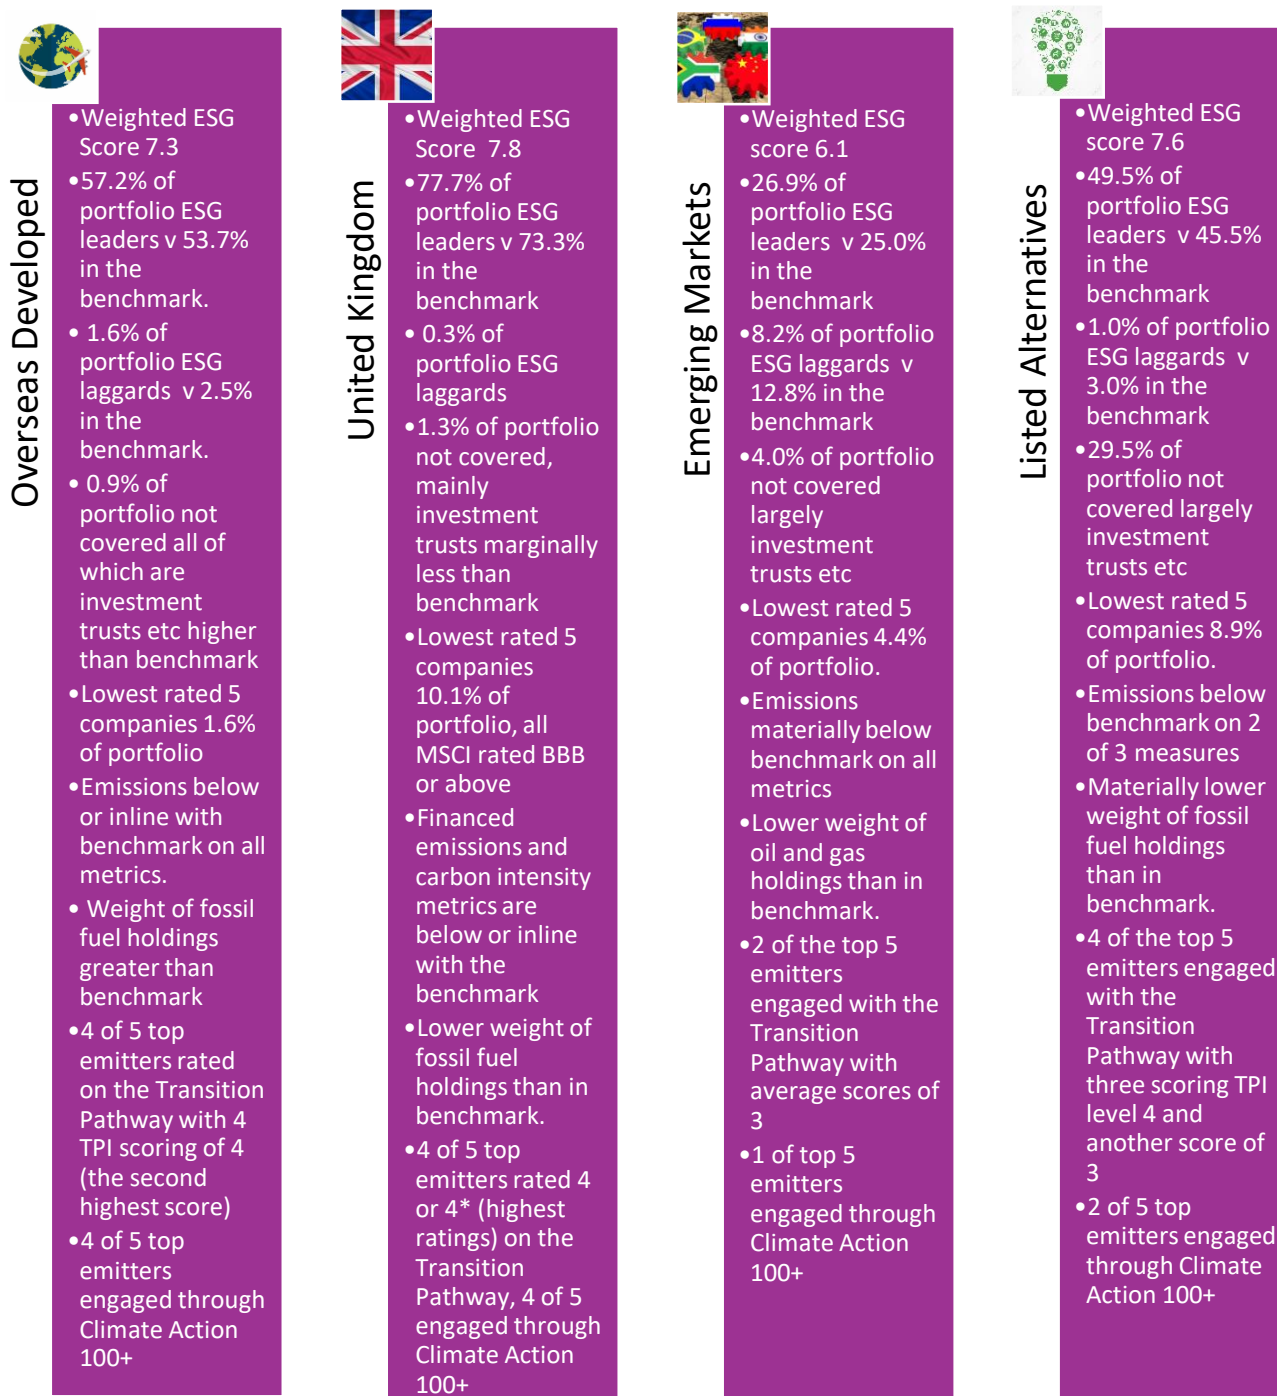 Overseas Developed
•Weighted ESG
Score 7.3
•57.2% of
portfolio ESG
leaders v 53.7%
in the
benchmark.
• 1.6% of
portfolio ESG
laggards v 2.5%
in the
benchmark.
• 0.9% of
portfolio not
covered all of
which are
investment
trusts etc higher
than benchmark
•Lowest rated 5
companies 1.6%
of portfolio
•Emissions below
or inline with
benchmark on all
metrics.
• Weight of fossil
fuel holdings
greater than
benchmark
•4 of 5 top
emitters rated
on the Transition
Pathway with 4
TPI scoring of 4
(the second
highest score)
•4 of 5 top
emitters
engaged through
Climate Action
100+
United Kingdom
•Weighted ESG
Score 7.8
•77.7% of
portfolio ESG
leaders v 73.3%
in the
benchmark
• 0.3% of
portfolio ESG
laggards
•1.3% of portfolio
not covered,
mainly
investment
trusts marginally
less than
benchmark
•Lowest rated 5
companies
10.1% of
portfolio, all
MSCI rated BBB
or above
•Financed
emissions and
carbon intensity
metrics are
below or inline
with the
benchmark
•Lower weight of
fossil fuel
holdings than in
benchmark.
•4 of 5 top
emitters rated 4
or 4* (highest
ratings) on the
Transition
Pathway, 4 of 5
engaged through
Climate Action
100+
Emerging Markets
•Weighted ESG
score 6.1
•26.9% of
portfolio ESG
leaders v 25.0%
in the
benchmark
•8.2% of portfolio
ESG laggards v
12.8% in the
benchmark
•4.0% of portfolio
not covered
largely
investment
trusts etc
•Lowest rated 5
companies 4.4%
of portfolio.
•Emissions
materially below
benchmark on all
metrics
•Lower weight of
oil and gas
holdings than in
benchmark.
•2 of the top 5
emitters
engaged with the
Transition
Pathway with
average scores of
3
•1 of top 5
emitters
engaged through
Climate Action
100+
Listed Alternatives
•Weighted ESG
score 7.6
•49.5% of
portfolio ESG
leaders v 45.5%
in the
benchmark
•1.0% of portfolio
ESG laggards v
3.0% in the
benchmark
•29.5% of
portfolio not
covered largely
investment
trusts etc
•Lowest rated 5
companies 8.9%
of portfolio.
•Emissions below
benchmark on 2
of 3 measures
•Materially lower
weight of fossil
fuel holdings
than in
benchmark.
•4 of the top 5
emitters engaged
with the
Transition
Pathway with
three scoring TPI
level 4 and
another score of
3
•2 of 5 top
emitters engaged
through Climate
Action 100+